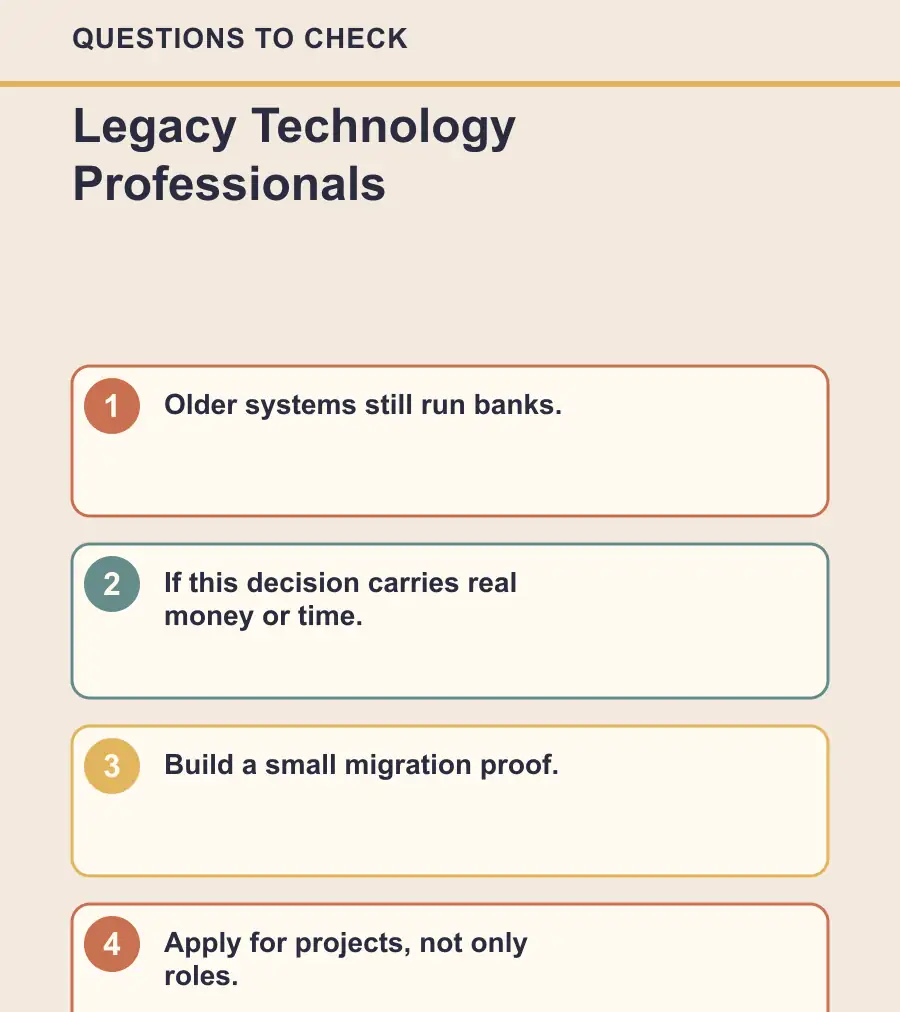 QUESTIONS TO CHECK
Legacy Technology
Professionals
1
Older systems still run banks.
2
If this decision carries real
money or time.
3
Build a small migration proof.
4
Apply for projects, not only
roles.